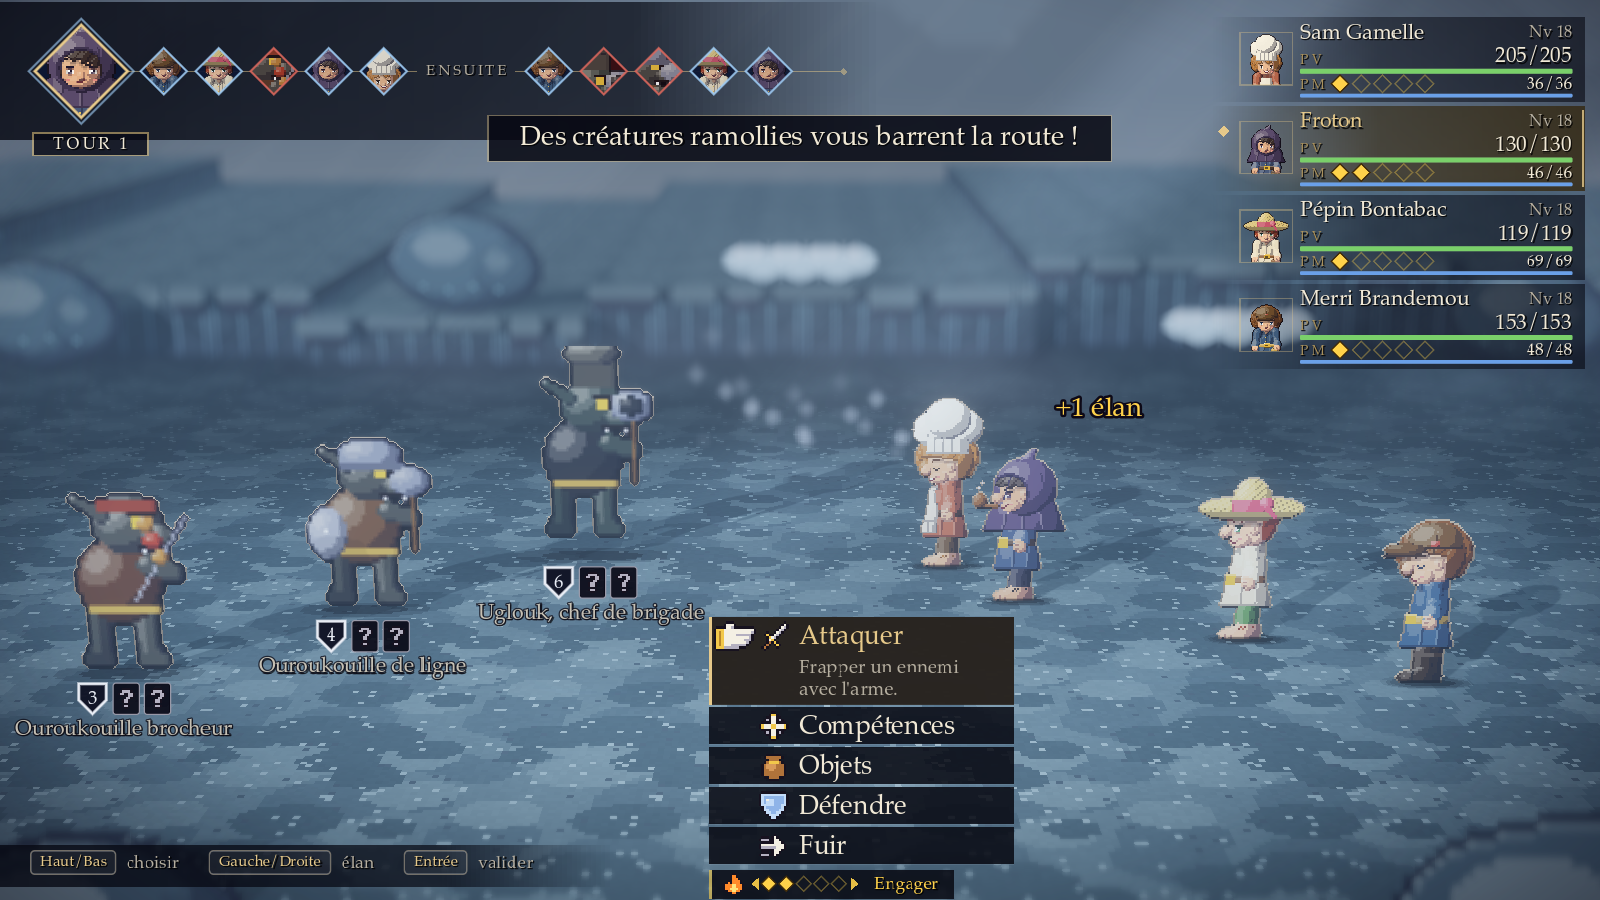 ENSUITE
TOUR 1
Des créatures ramollies vous barrent la route !
Sam Gamelle Nv 18
PV 205/205
PM 36/36
Froton Nv 18
PV 130/130
PM 46/46
Pépin Bontabac Nv 18
PV 119/119
PM 69/69
Merri Brandemou Nv 18
PV 153/153
PM 48/48
+1 élan
6 ? ?
Uglouk, chef de brigade
4 ? ?
Ouroukouille de ligne
3 ? ?
Ouroukouille brocheur
Attaquer
Frapper un ennemi
avec l'arme.
Compétences
Objets
Défendre
Fuir
Engager
Haut/Bas choisir Gauche/Droite élan Entrée valider